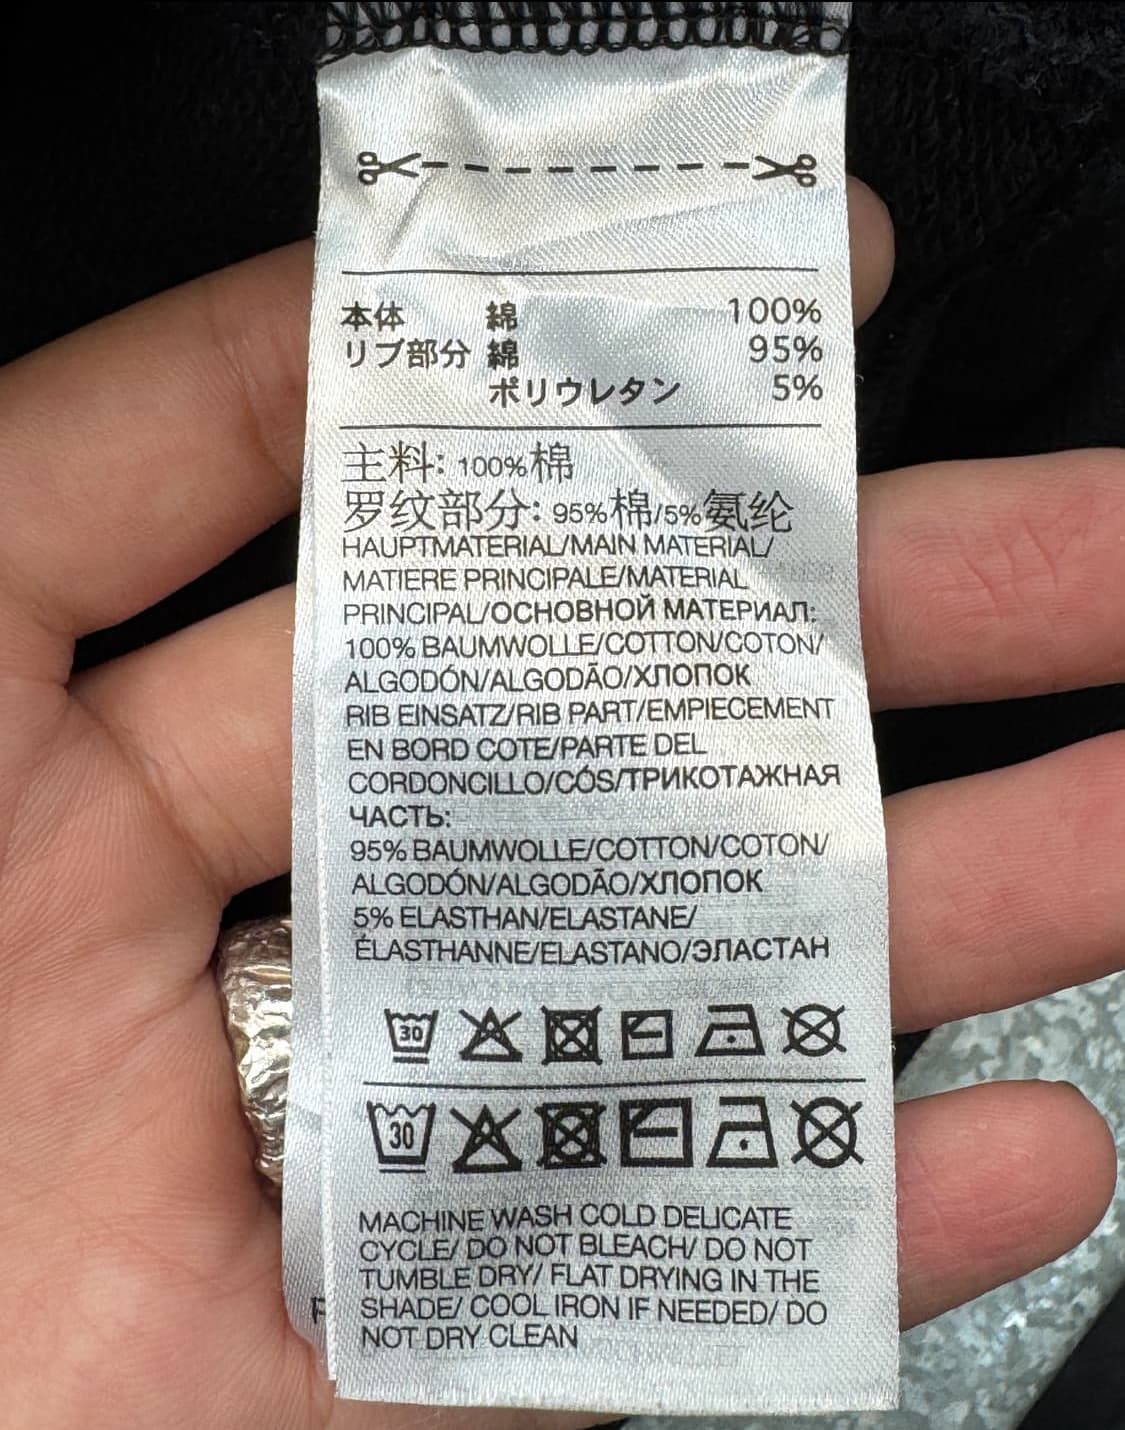 本体 綿 100%
リブ部分 綿 95%
ポリウレタン 5%
主料: 100%棉
罗纹部分: 95%棉/5%氨纶
HAUPTMATERIAL/MAIN MATERIAL/
MATIERE PRINCIPALE/MATERIAL
PRINCIPAL/ОСНОВНОЙ МАТЕРИАЛ:
100% BAUMWOLLE/COTTON/COTON/
ALGODÓN/ALGODÃO/ХЛОПОК
RIB EINSATZ/RIB PART/EMPIECEMENT
EN BORD COTE/PARTE DEL
CORDONCILLO/CÓS/ТРИКОТАЖНАЯ
ЧАСТЬ:
95% BAUMWOLLE/COTTON/COTON/
ALGODÓN/ALGODÃO/ХЛОПОК
5% ELASTHAN/ELASTANE/
ÉLASTHANNE/ELASTANO/ЭЛАСТАН
30
30
MACHINE WASH COLD DELICATE
CYCLE/ DO NOT BLEACH/ DO NOT
TUMBLE DRY/ FLAT DRYING IN THE
SHADE/ COOL IRON IF NEEDED/ DO
NOT DRY CLEAN